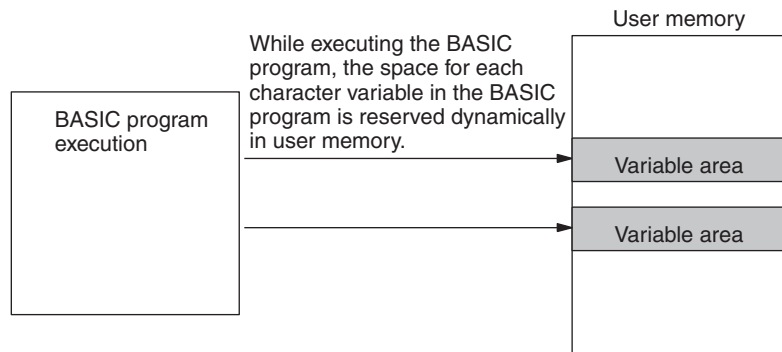 User memory
While executing the BASIC
program, the space for each
character variable in the BASIC
program is reserved dynamically
in user memory.
BASIC program
execution
Variable area
Variable area